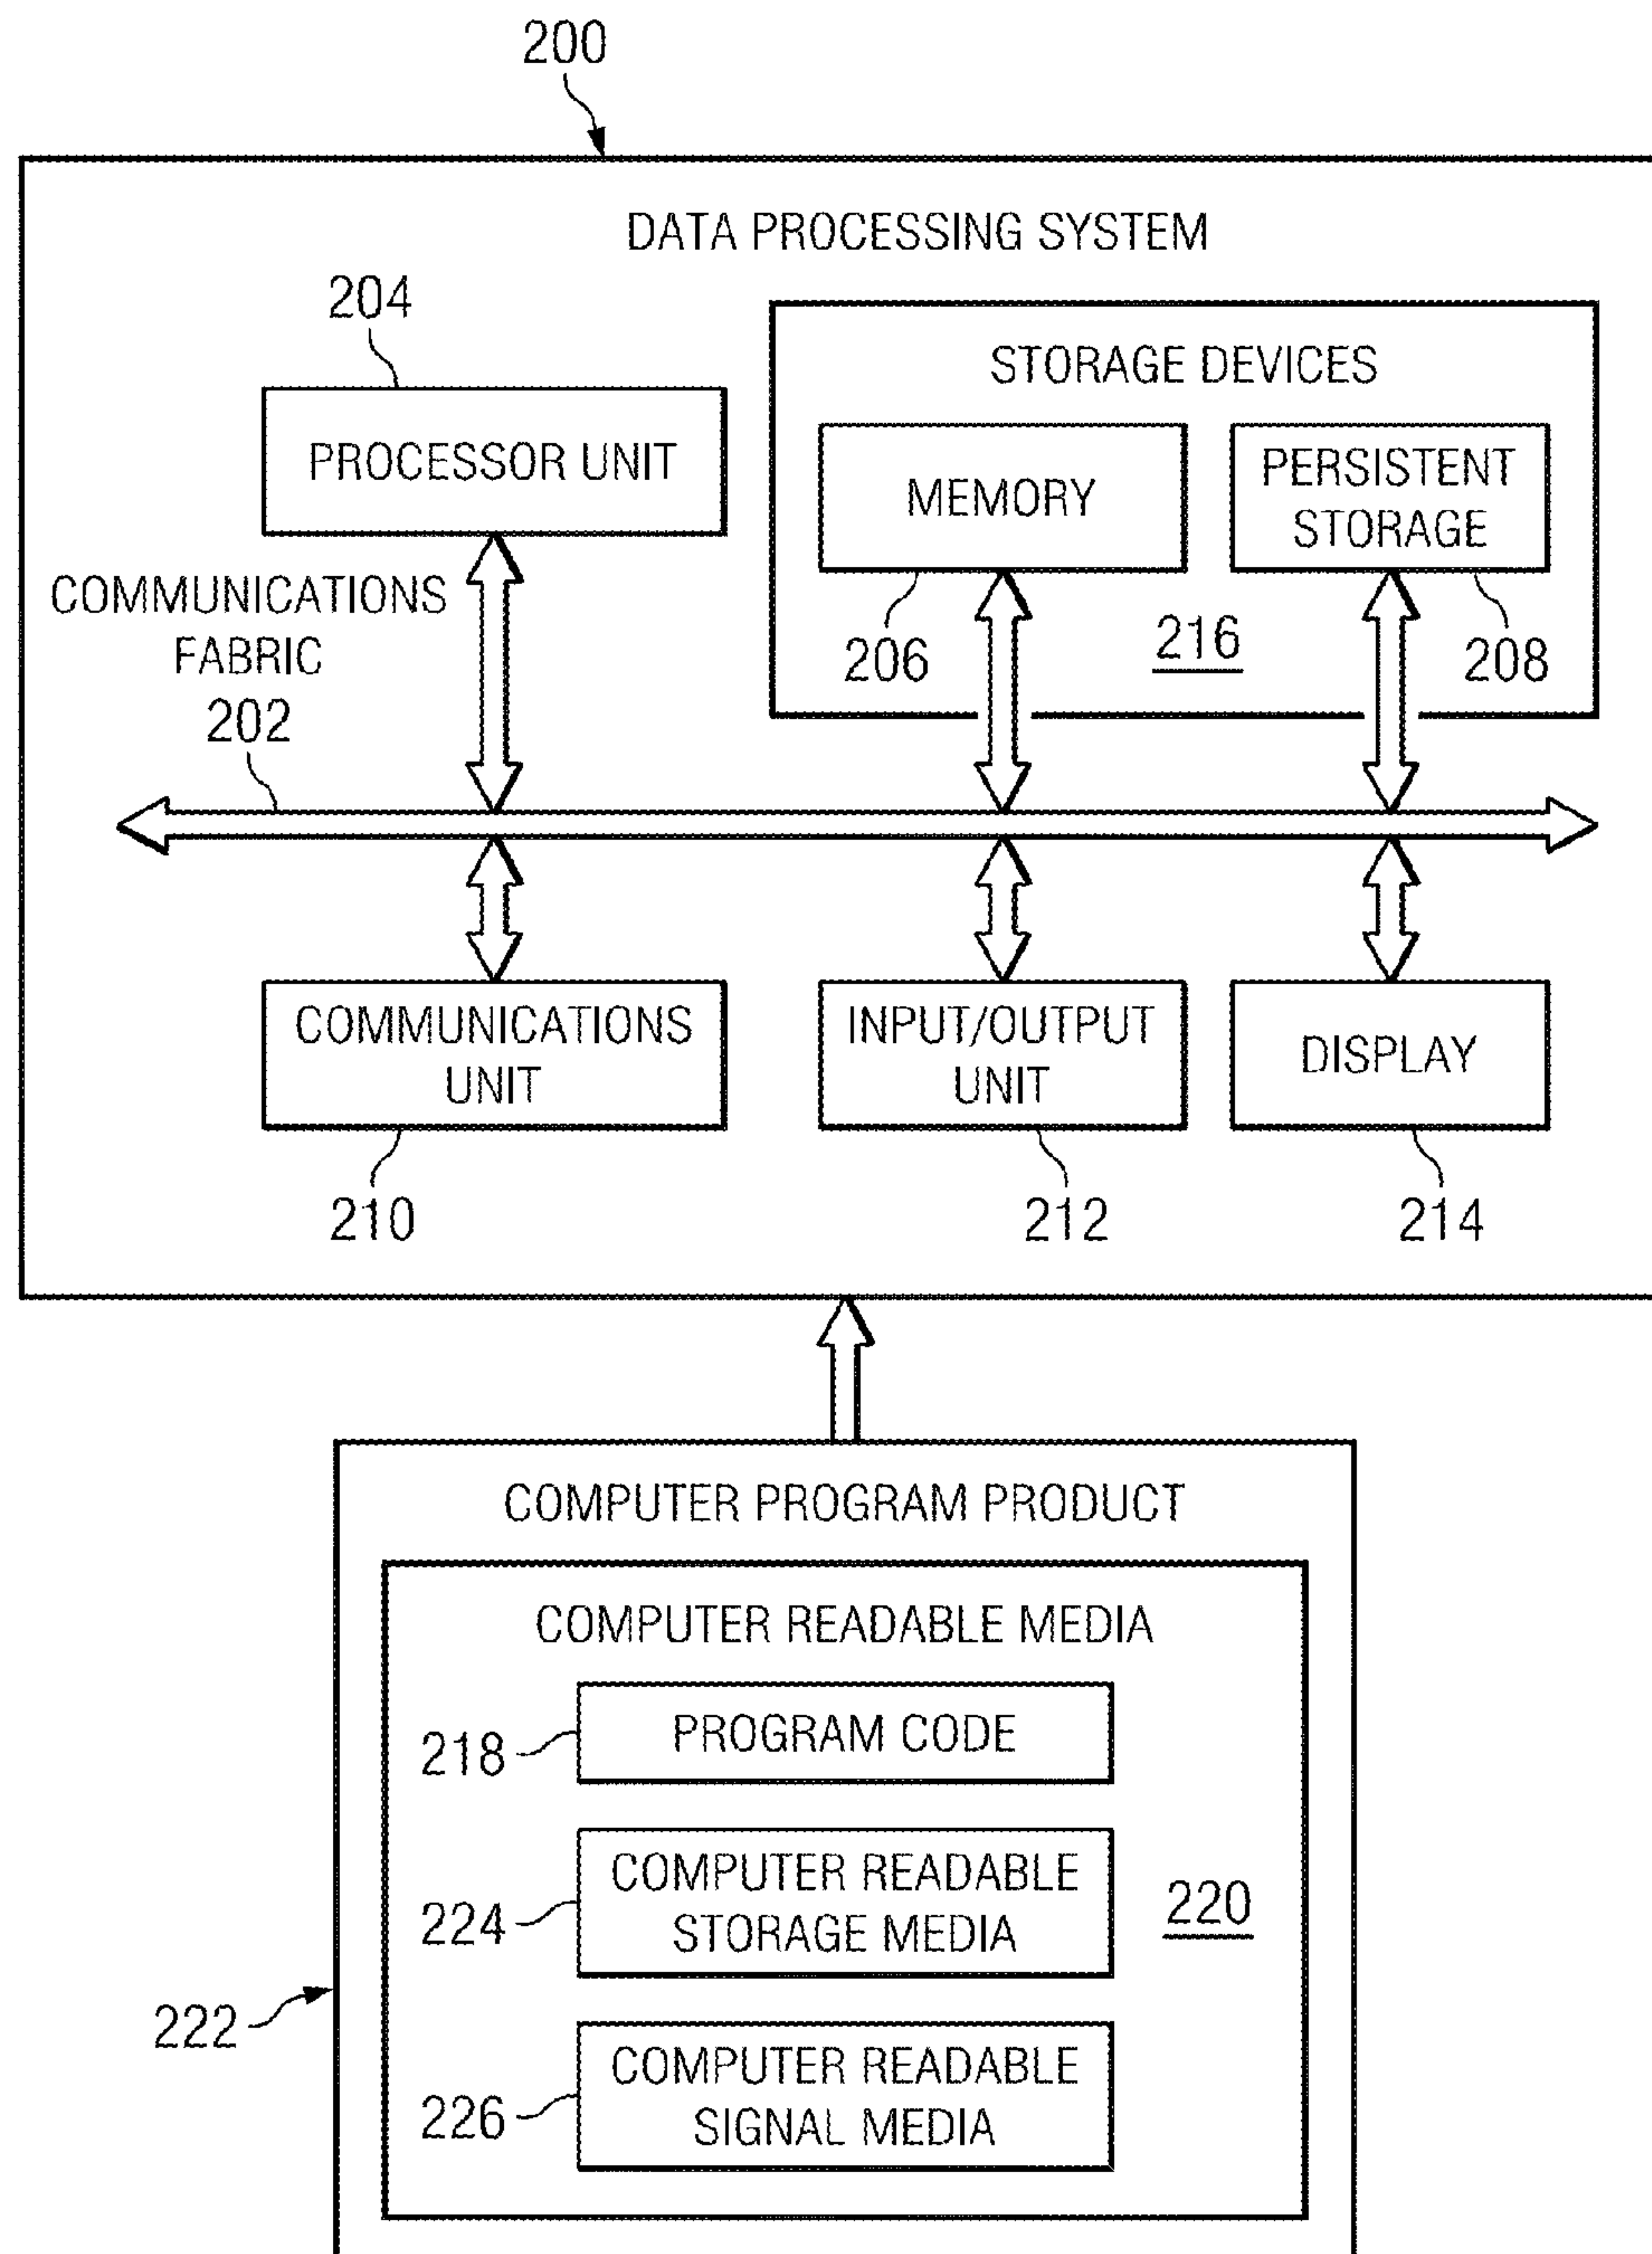 200
DATA PROCESSING SYSTEM
204
PROCESSOR UNIT
STORAGE DEVICES
MEMORY
PERSISTENT
STORAGE
206
216
208
COMMUNICATIONS
FABRIC
202
COMMUNICATIONS
UNIT
210
INPUT/OUTPUT
UNIT
212
DISPLAY
214
COMPUTER PROGRAM PRODUCT
COMPUTER READABLE MEDIA
218
PROGRAM CODE
224
COMPUTER READABLE
STORAGE MEDIA
220
222
226
COMPUTER READABLE
SIGNAL MEDIA